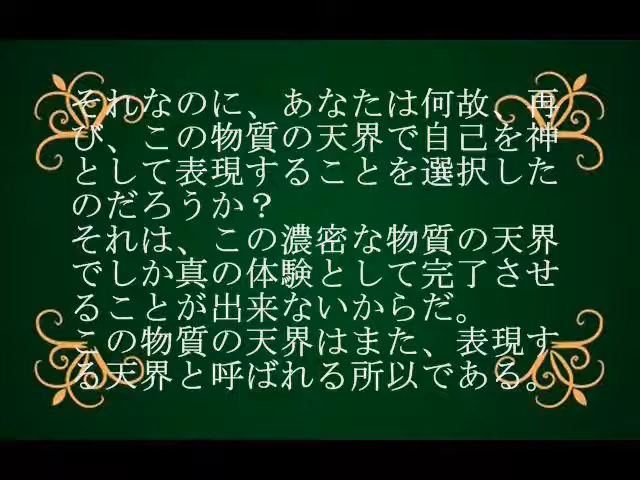 それなのに、あなたは何故、再
び、この物質の天界で自己を神
として表現することを選択した
のだろうか？
それは、この濃密な物質の天界
でしか真の体験として完了させ
ることが出来ないからだ。
この物質の天界はまた、表現す
る天界と呼ばれる所以である。